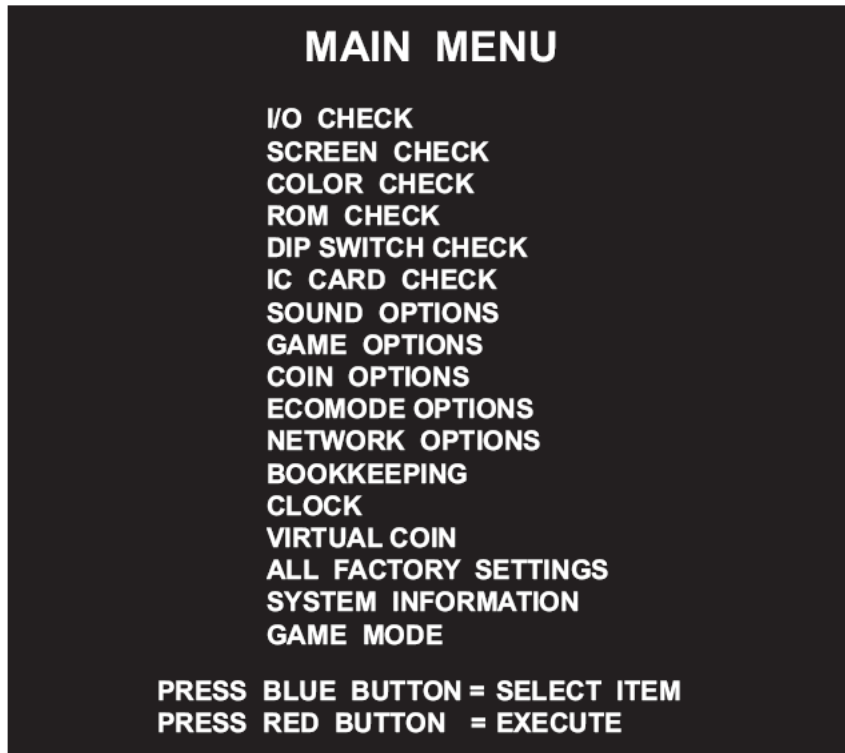 MAIN MENU
I/O CHECK
SCREEN CHECK
COLOR CHECK
ROM CHECK
DIP SWITCH CHECK
IC CARD CHECK
SOUND OPTIONS
GAME OPTIONS
COIN OPTIONS
ECOMODE OPTIONS
NETWORK OPTIONS
BOOKKEEPING
CLOCK
VIRTUAL COIN
ALL FACTORY SETTINGS
SYSTEM INFORMATION
GAME MODE
PRESS BLUE BUTTON = SELECT ITEM
PRESS RED BUTTON = EXECUTE